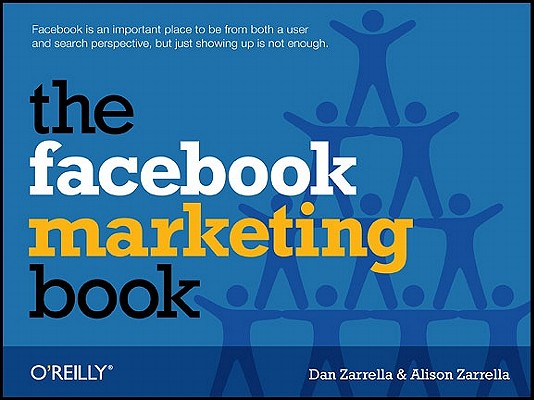 Facebook is an important place to be from both a user
and search perspective, but just showing up is not enough.
the
facebook
marketing
book
O'REILLY®
Dan Zarrella & Alison Zarrella